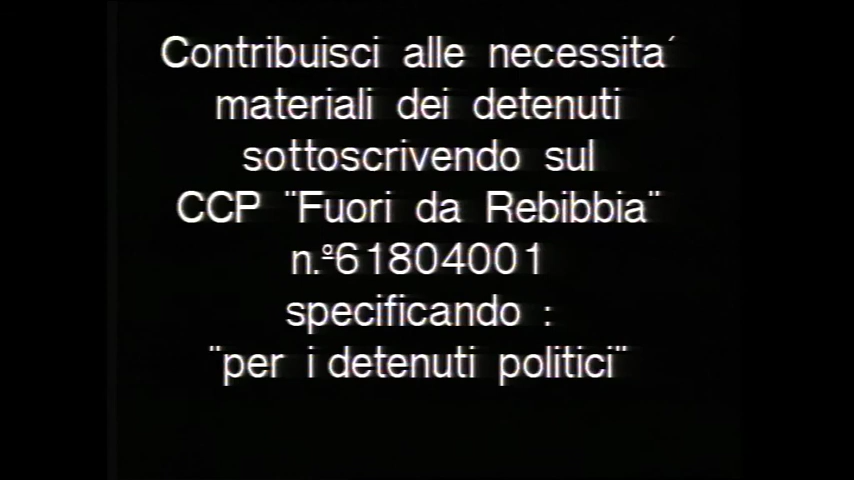 Contribuisci alle necessita´
materiali dei detenuti
sottoscrivendo sul
CCP "Fuori da Rebibbia"
n.º61804001
specificando :
"per i detenuti politici"